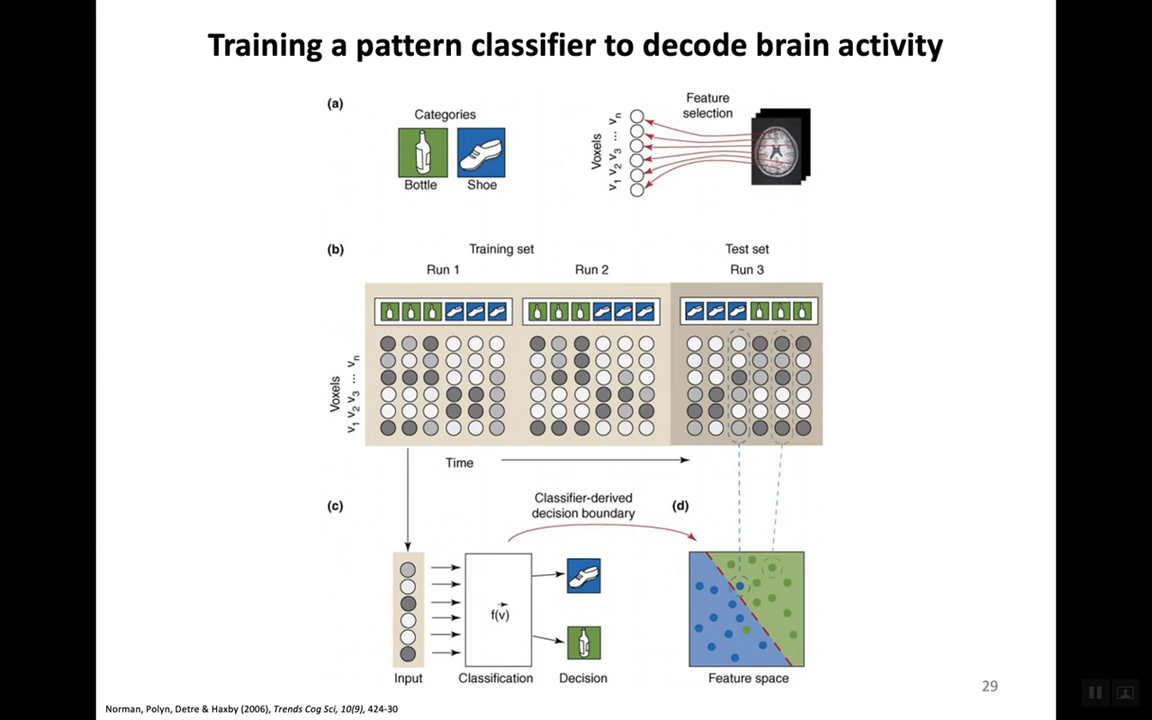 Training a pattern classifier to decode brain activity
(a)
Categories
Bottle
Shoe
Feature
selection
Voxels
v1 v2 v3 ... vn
(b)
Training set
Test set
Run 1
Run 2
Run 3
Voxels
v1 v2 v3 ... vn
Time
(c)
Classifier-derived
decision boundary
(d)
f(v)
Input
Classification
Decision
Feature space
29
Norman, Polyn, Detre & Haxby (2006), Trends Cog Sci, 10(9), 424-30